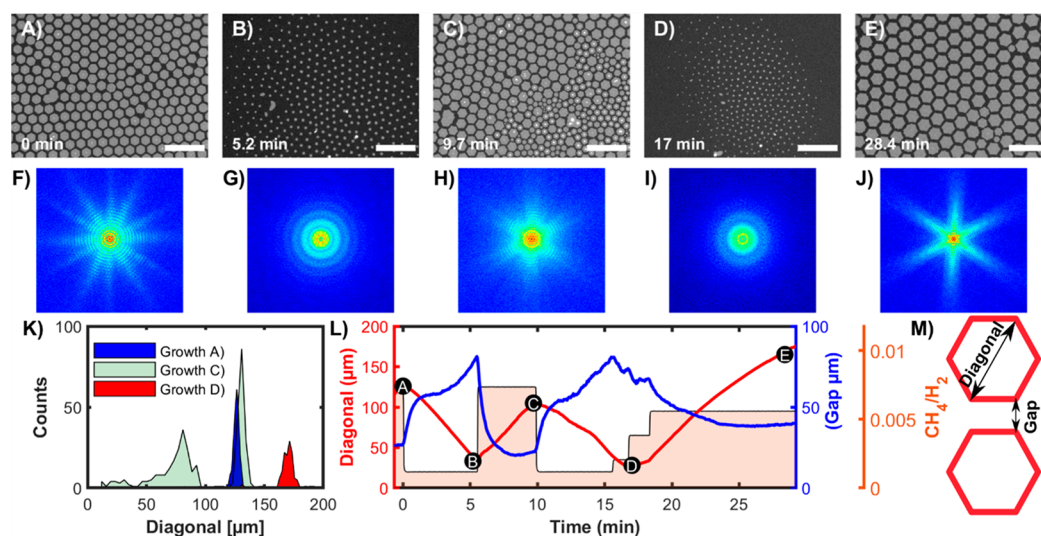 A) B) C) D) E)
0 min 5.2 min 9.7 min 17 min 28.4 min
F) G) H) I) J)
K) L) M)
100
50
0
Counts
Growth A)
Growth C)
Growth D)
0 50 100 150 200
Diagonal [µm]
200
150
100
50
0
Diagonal (µm)
A B C D E
0 5 10 15 20 25
Time (min)
100
50
0
(Gap µm)
0.01
0.005
0
CH4/H2
Diagonal
Gap